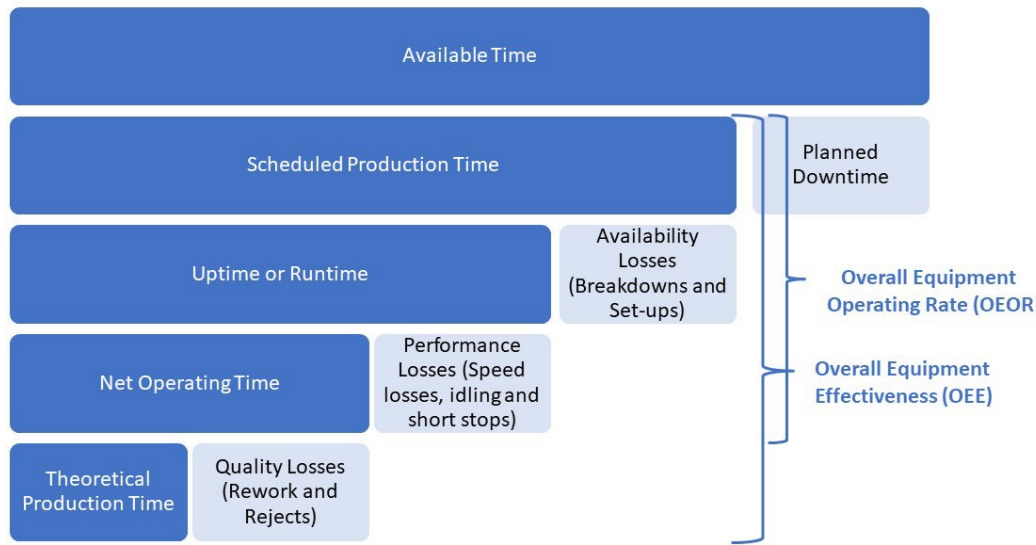 Available Time
Scheduled Production Time
Planned
Downtime
Uptime or Runtime
Availability
Losses
(Breakdowns and
Set-ups)
Overall Equipment
Operating Rate (OEOR
Net Operating Time
Performance
Losses (Speed
losses, idling and
short stops)
Overall Equipment
Effectiveness (OEE)
Theoretical
Production Time
Quality Losses
(Rework and
Rejects)